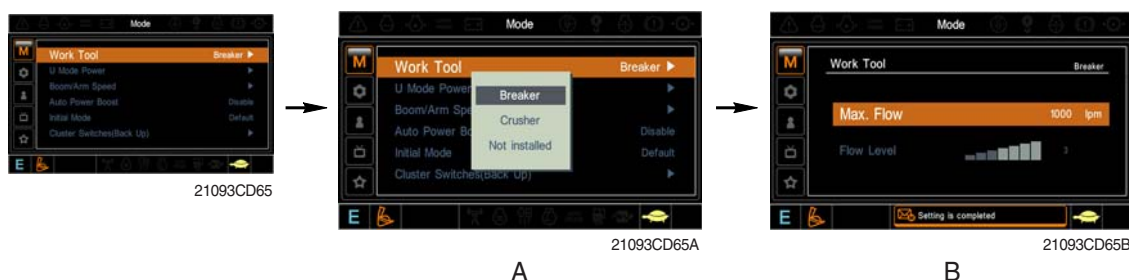 Mode
M
Work Tool Breaker
U Mode Power
Boom/Arm Speed
Auto Power Boost Disable
Initial Mode Default
Cluster Switches(Back Up)
E
21093CD65
Mode
M
Work Tool Breaker
U Mode Power
Boom/Arm Spe
Auto Power Bo Disable
Initial Mode Default
Cluster Switches(Back Up)
Breaker
Crusher
Not installed
E
21093CD65A
A
Mode
M
Work Tool Breaker
Max. Flow 1000 lpm
Flow Level 3
E
Setting is completed
21093CD65B
B